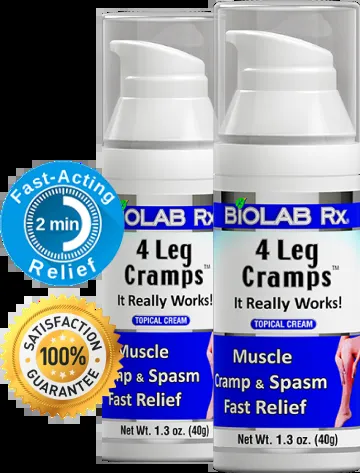 Fast-Acting
2 min
Relief
SATISFACTION
100%
GUARANTEE
BIOLAB Rx
4 Leg
Cramps™
It Really Works!
TOPICAL CREAM
Muscle
mp & Spasm
Fast Relief
Net Wt. 1.3 oz. (40g)
BIOLAB Rx.
4 Leg
Cramps™
It Really Works!
TOPICAL CREAM
Muscle
Cramp & Spasm
Fast Relief
Net Wt. 1.3 oz. (40g)